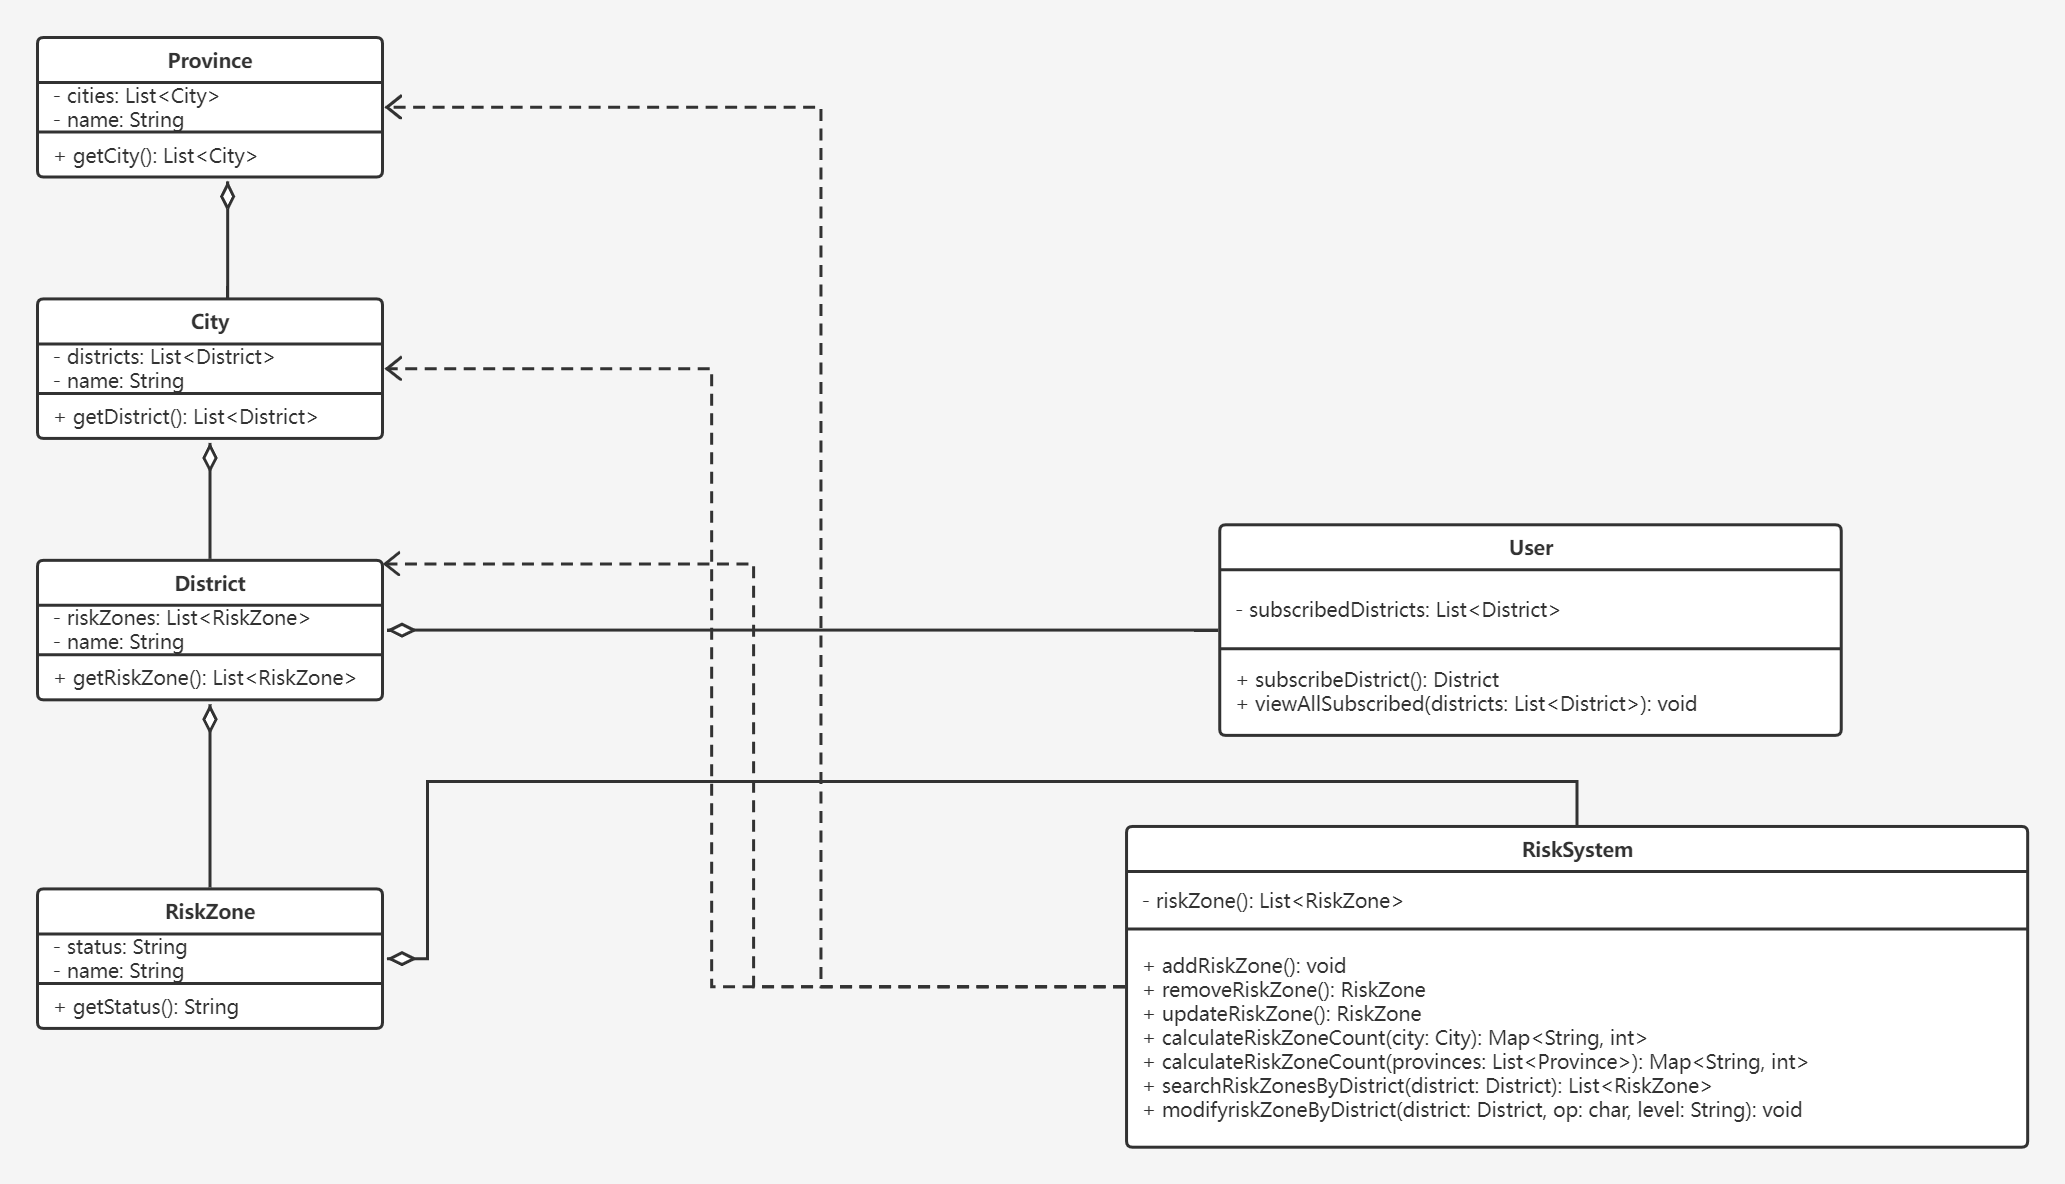 Province
- cities: List<City>
- name: String
+ getCity(): List<City>
City
- districts: List<District>
- name: String
+ getDistrict(): List<District>
District
- riskZones: List<RiskZone>
- name: String
+ getRiskZone(): List<RiskZone>
User
- subscribedDistricts: List<District>
+ subscribeDistrict(): District
+ viewAllSubscribed(districts: List<District>): void
RiskZone
- status: String
- name: String
+ getStatus(): String
RiskSystem
- riskZone(): List<RiskZone>
+ addRiskZone(): void
+ removeRiskZone(): RiskZone
+ updateRiskZone(): RiskZone
+ calculateRiskZoneCount(city: City): Map<String, int>
+ calculateRiskZoneCount(provinces: List<Province>): Map<String, int>
+ searchRiskZonesByDistrict(district: District): List<RiskZone>
+ modifyriskZoneByDistrict(district: District, op: char, level: String): void